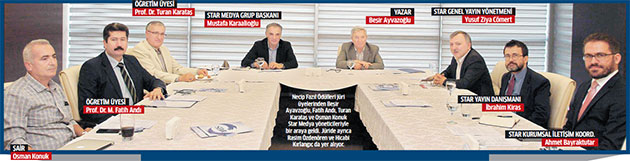 ÖĞRETİM ÜYESİ
Prof. Dr. Turan Karataş
STAR MEDYA GRUP BAŞKANI
Mustafa Karaalioğlu
YAZAR
Beşir Ayvazoğlu
STAR GENEL YAYIN YÖNETMENİ
Yusuf Ziya Cömert
ÖĞRETİM ÜYESİ
Prof. Dr. M. Fatih Andı
STAR YAYIN DANIŞMANI
İbrahim Kiras
ŞAİR
Osman Konuk
STAR KURUMSAL İLETİŞİM KOORD.
Ahmet Bayraktutar
Necip Fazıl Ödülleri jüri
üyelerinden Beşir
Ayvazoğlu, Fatih Andı, Turan
Karataş ve Osman Konuk
Star Medya yöneticileriyle
bir araya geldi. Jüride ayrıca
Rasim Özdenören ve Hicabi
Kırlangıç da yer alıyor.